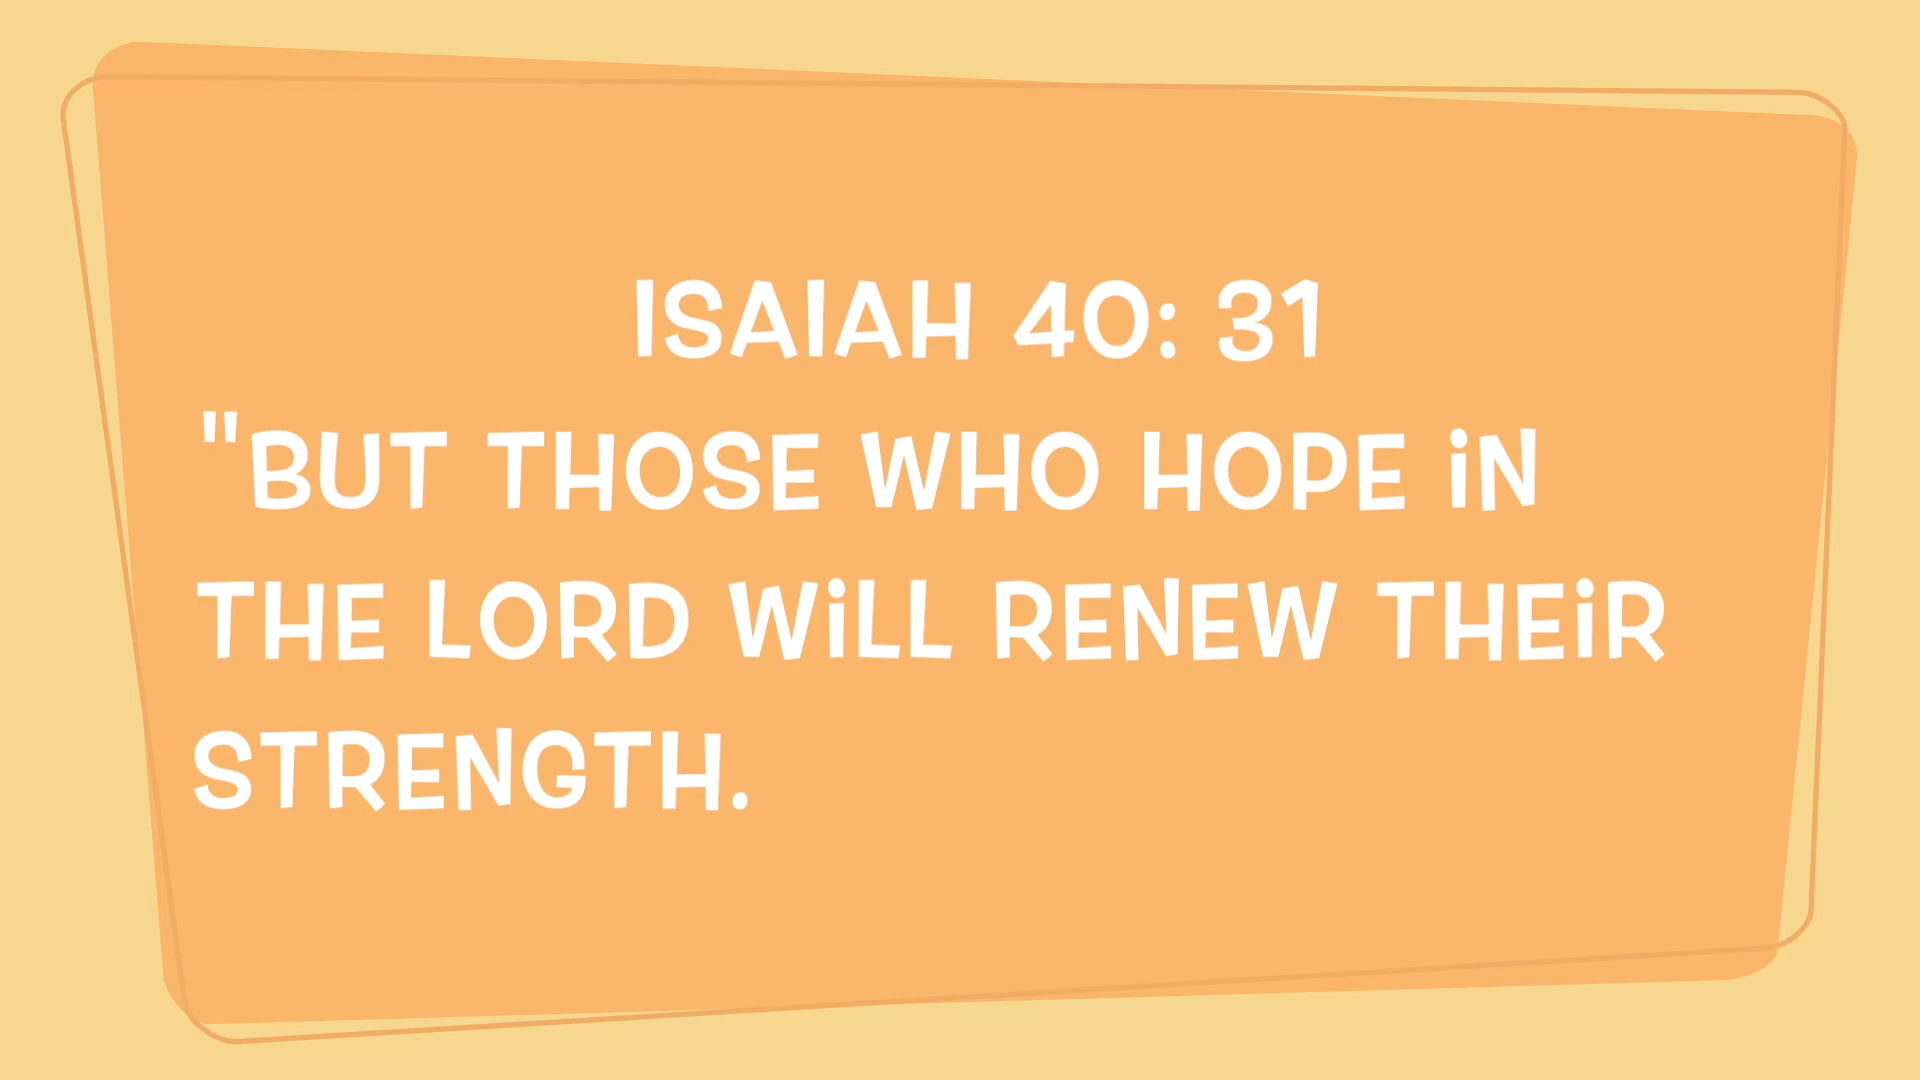 ISAIAH 40: 31
"BUT THOSE WHO HOPE iN
THE LORD WiLL RENEW THEiR
STRENGTH.